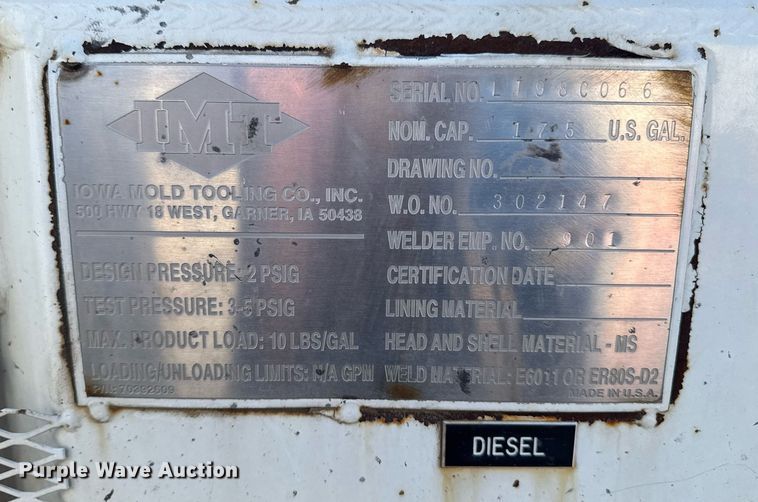 IMT
IOWA MOLD TOOLING CO., INC.
500 HWY 18 WEST, GARNER, IA 50438
DESIGN PRESSURE: 2 PSIG
TEST PRESSURE: 3-5 PSIG
MAX. PRODUCT LOAD: 10 LBS/GAL
LOADING/UNLOADING LIMITS: N/A GPM
SERIAL NO.
NOM. CAP. 175 U.S. GAL.
DRAWING NO.
W.O. NO. 302147
WELDER EMP. NO. 901
CERTIFICATION DATE
LINING MATERIAL
HEAD AND SHELL MATERIAL - MS
WELD MATERIAL: E6011 OR ER80S-D2
MADE IN U.S.A.
DIESEL
Purple Wave Auction